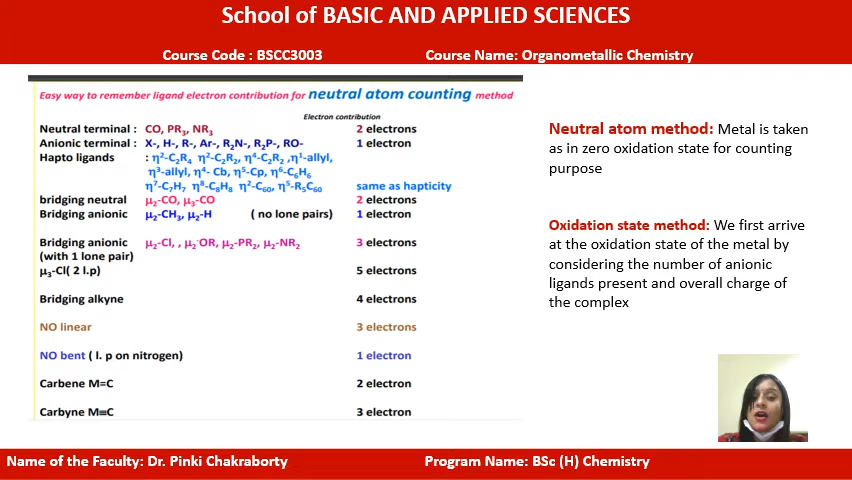 School of BASIC AND APPLIED SCIENCES
Course Code : BSCC3003 Course Name: Organometallic Chemistry
Easy way to remember ligand electron contribution for neutral atom counting method
Electron contribution
Neutral terminal : CO, PR3, NR3 2 electrons
Anionic terminal : X-, H-, R-, Ar-, R2N-, R2P-, RO- 1 electron
Hapto ligands : η2-C2R4 η2-C2R2, η4-C2R2 ,η1-allyl,
η3-allyl, η4- Cb, η5-Cp, η6-C6H6
η7-C7H7 η8-C8H8 η2-C60, η5-R5C60 same as hapticity
bridging neutral μ2-CO, μ3-CO 2 electrons
Bridging anionic μ2-CH3, μ2-H ( no lone pairs) 1 electron
Bridging anionic μ2-Cl, , μ2-OR, μ2-PR2, μ2-NR2 3 electrons
(with 1 lone pair)
μ3-Cl( 2 l.p) 5 electrons
Bridging alkyne 4 electrons
NO linear 3 electrons
NO bent ( l. p on nitrogen) 1 electron
Carbene M=C 2 electron
Carbyne M≡C 3 electron
Neutral atom method: Metal is taken
as in zero oxidation state for counting
purpose
Oxidation state method: We first arrive
at the oxidation state of the metal by
considering the number of anionic
ligands present and overall charge of
the complex
Name of the Faculty: Dr. Pinki Chakraborty Program Name: BSc (H) Chemistry